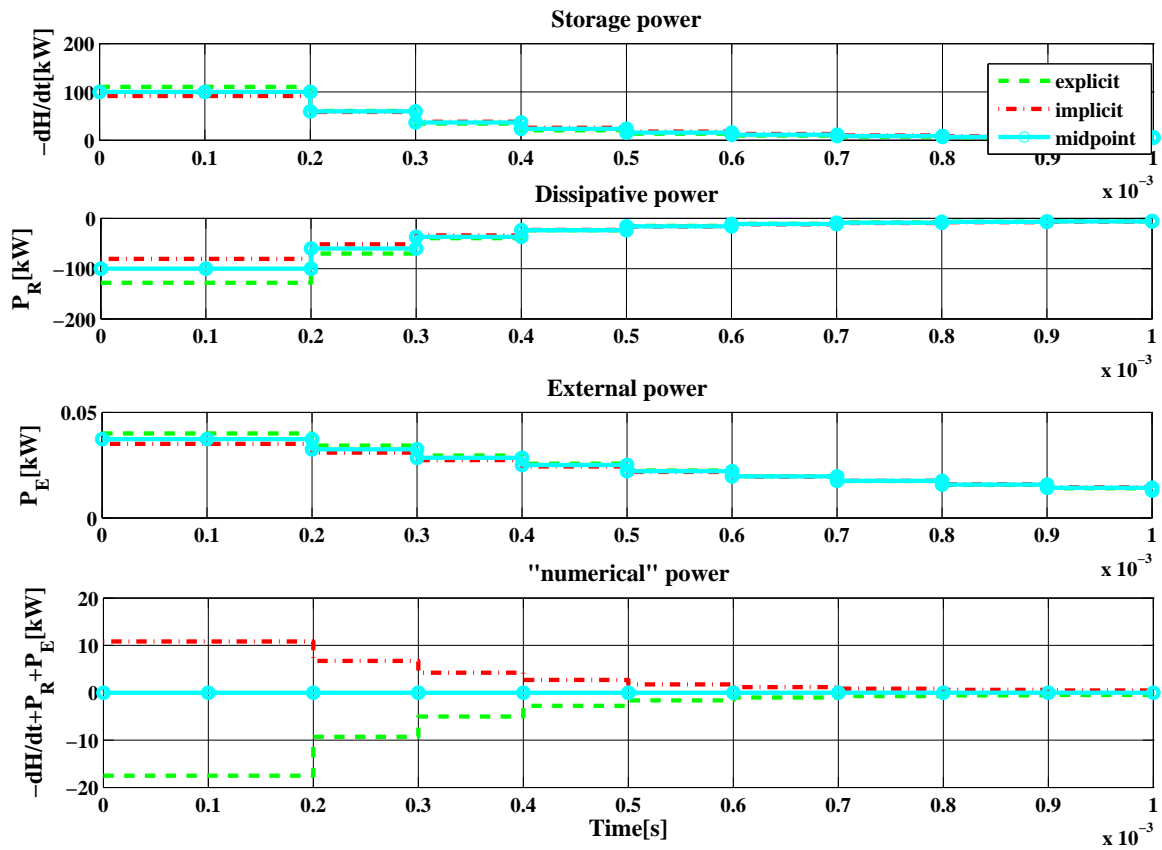 Storage power
−dH/dt[kW]
200
100
0
explicit
implicit
midpoint
0 0.1 0.2 0.3 0.4 0.5 0.6 0.7 0.8 0.9 1
x 10⁻³
Dissipative power
P_R[kW]
0
−100
−200
0 0.1 0.2 0.3 0.4 0.5 0.6 0.7 0.8 0.9 1
x 10⁻³
External power
P_E[kW]
0.05
0
0 0.1 0.2 0.3 0.4 0.5 0.6 0.7 0.8 0.9 1
x 10⁻³
"numerical" power
−dH/dt+P_R+P_E[kW]
20
10
0
−10
−20
0 0.1 0.2 0.3 0.4 0.5 0.6 0.7 0.8 0.9 1
Time[s]
x 10⁻³